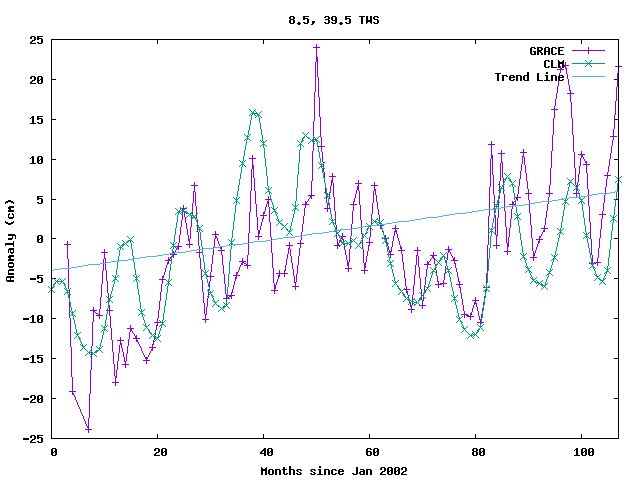 8.5, 39.5 TWS
25
20
15
10
5
0
-5
-10
-15
-20
-25
Anomaly (cm)
GRACE
CLM
Trend Line
0 20 40 60 80 100
Months since Jan 2002